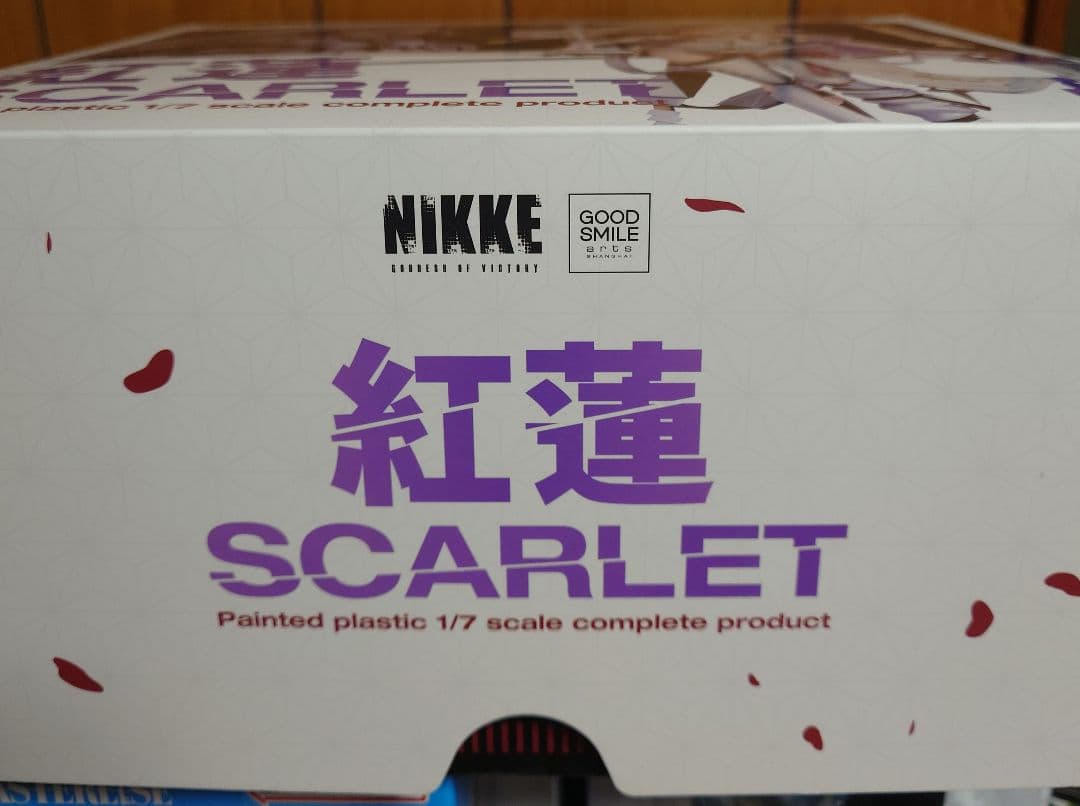 紅蓮
SCARLET
plastic 1/7 scale complete product
NIKKE
GODDESS OF VICTORY
GOOD
SMILE
arts
SHANGHAI
紅蓮
SCARLET
Painted plastic 1/7 scale complete product